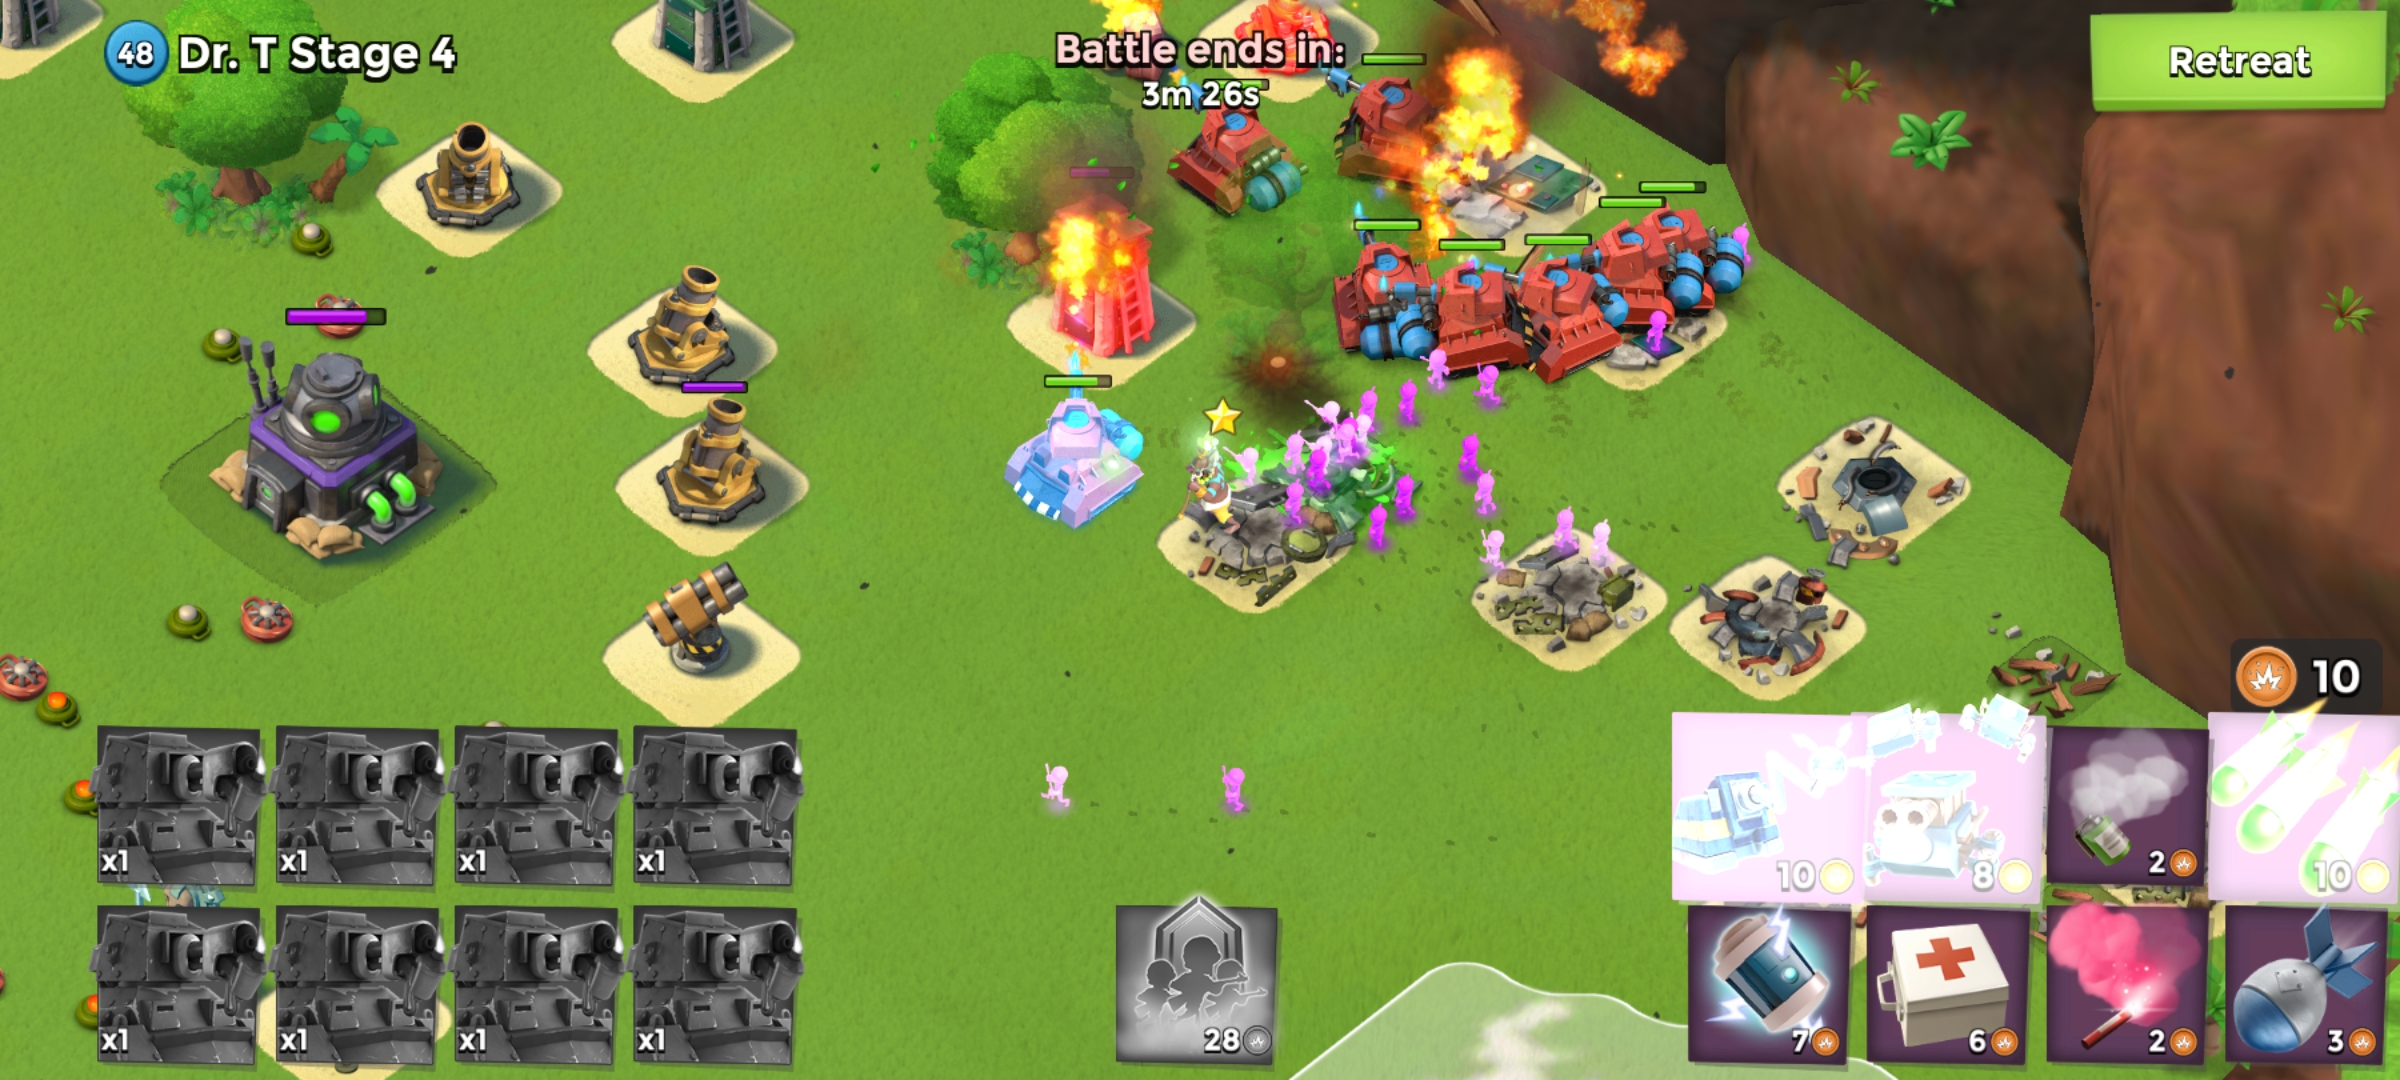 48 Dr. T Stage 4
Battle ends in:
3m 26s
Retreat
10
10
8
2
10
x1
x1
x1
x1
x1
x1
x1
x1
28
7
6
2
3